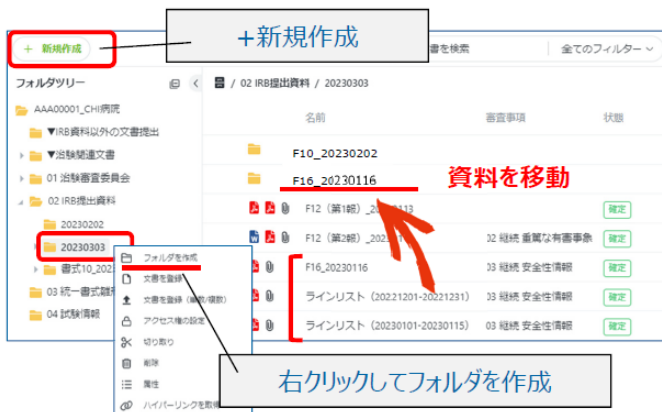 +新規作成
+ 新規作成
書を検索
全てのフィルター
フォルダツリー
/ 02 IRB提出資料 / 20230303
AAA00001_CHI病院
▼IRB資料以外の文書提出
▼治験関連文書
01 治験審査委員会
02 IRB提出資料
20230202
20230303
書式10_202
03 統一書式雛形
04 試験情報
名前
審査事項
状態
F10_20230202
F16_20230116
資料を移動
F12（第1報）_20 0113
確定
F12（第2報）_2023 1
02 継続 重篤な有害事象
確定
F16_20230116
03 継続 安全性情報
確定
ラインリスト（20221201-20221231）
03 継続 安全性情報
確定
ラインリスト（20230101-20230115）
03 継続 安全性情報
確定
フォルダを作成
文書を登録
文書を登録（単数/複数）
アクセス権の設定
切り取り
削除
属性
ハイパーリンクを取得
右クリックしてフォルダを作成